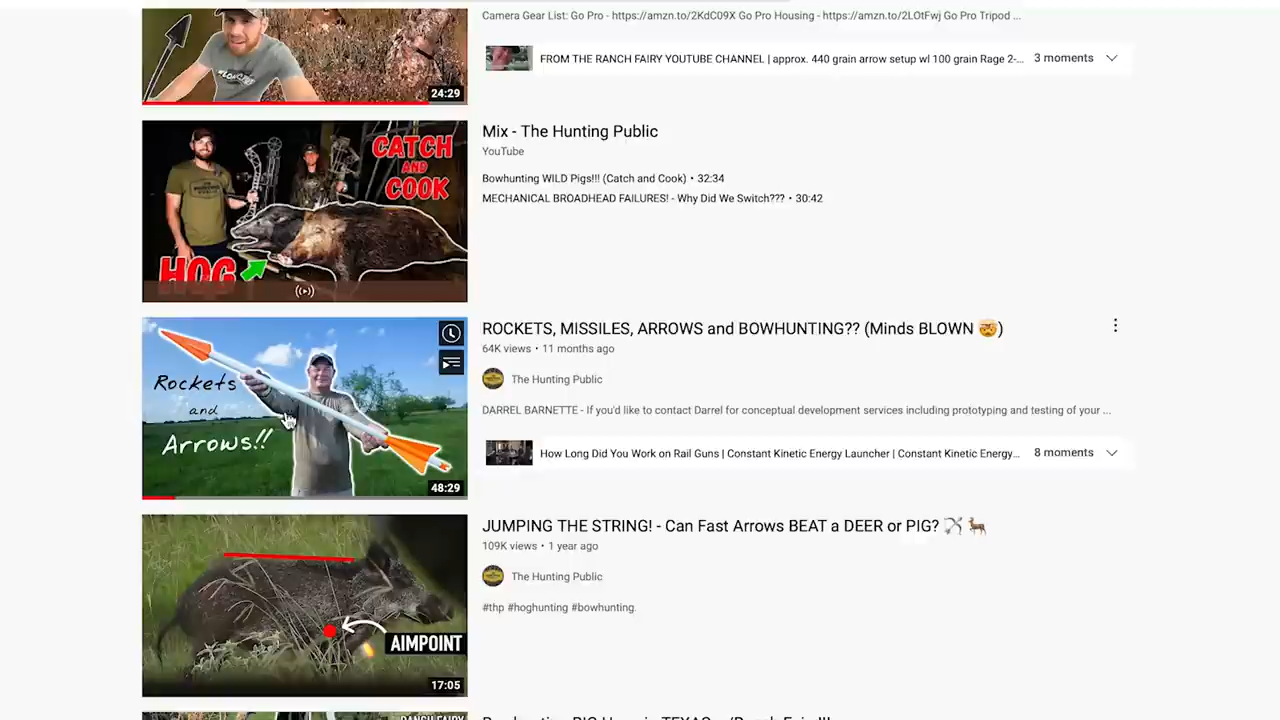 Camera Gear List: Go Pro - https://amzn.to/2KdC09X Go Pro Housing - https://amzn.to/2LOtFwj Go Pro Tripod ...
FROM THE RANCH FAIRY YOUTUBE CHANNEL | approx. 440 grain arrow setup wl 100 grain Rage 2-... 3 moments
24:29
CATCH
AND
COOK
HOG
Mix - The Hunting Public
YouTube
Bowhunting WILD Pigs!!! (Catch and Cook) • 32:34
MECHANICAL BROADHEAD FAILURES! - Why Did We Switch??? • 30:42
Rockets
and
Arrows!!
48:29
ROCKETS, MISSILES, ARROWS and BOWHUNTING?? (Minds BLOWN 🤯)
64K views • 11 months ago
The Hunting Public
DARREL BARNETTE - If you'd like to contact Darrel for conceptual development services including prototyping and testing of your ...
How Long Did You Work on Rail Guns | Constant Kinetic Energy Launcher | Constant Kinetic Energy... 8 moments
AIMPOINT
17:05
JUMPING THE STRING! - Can Fast Arrows BEAT a DEER or PIG? 🏹 🦌
109K views • 1 year ago
The Hunting Public
#thp #hoghunting #bowhunting.